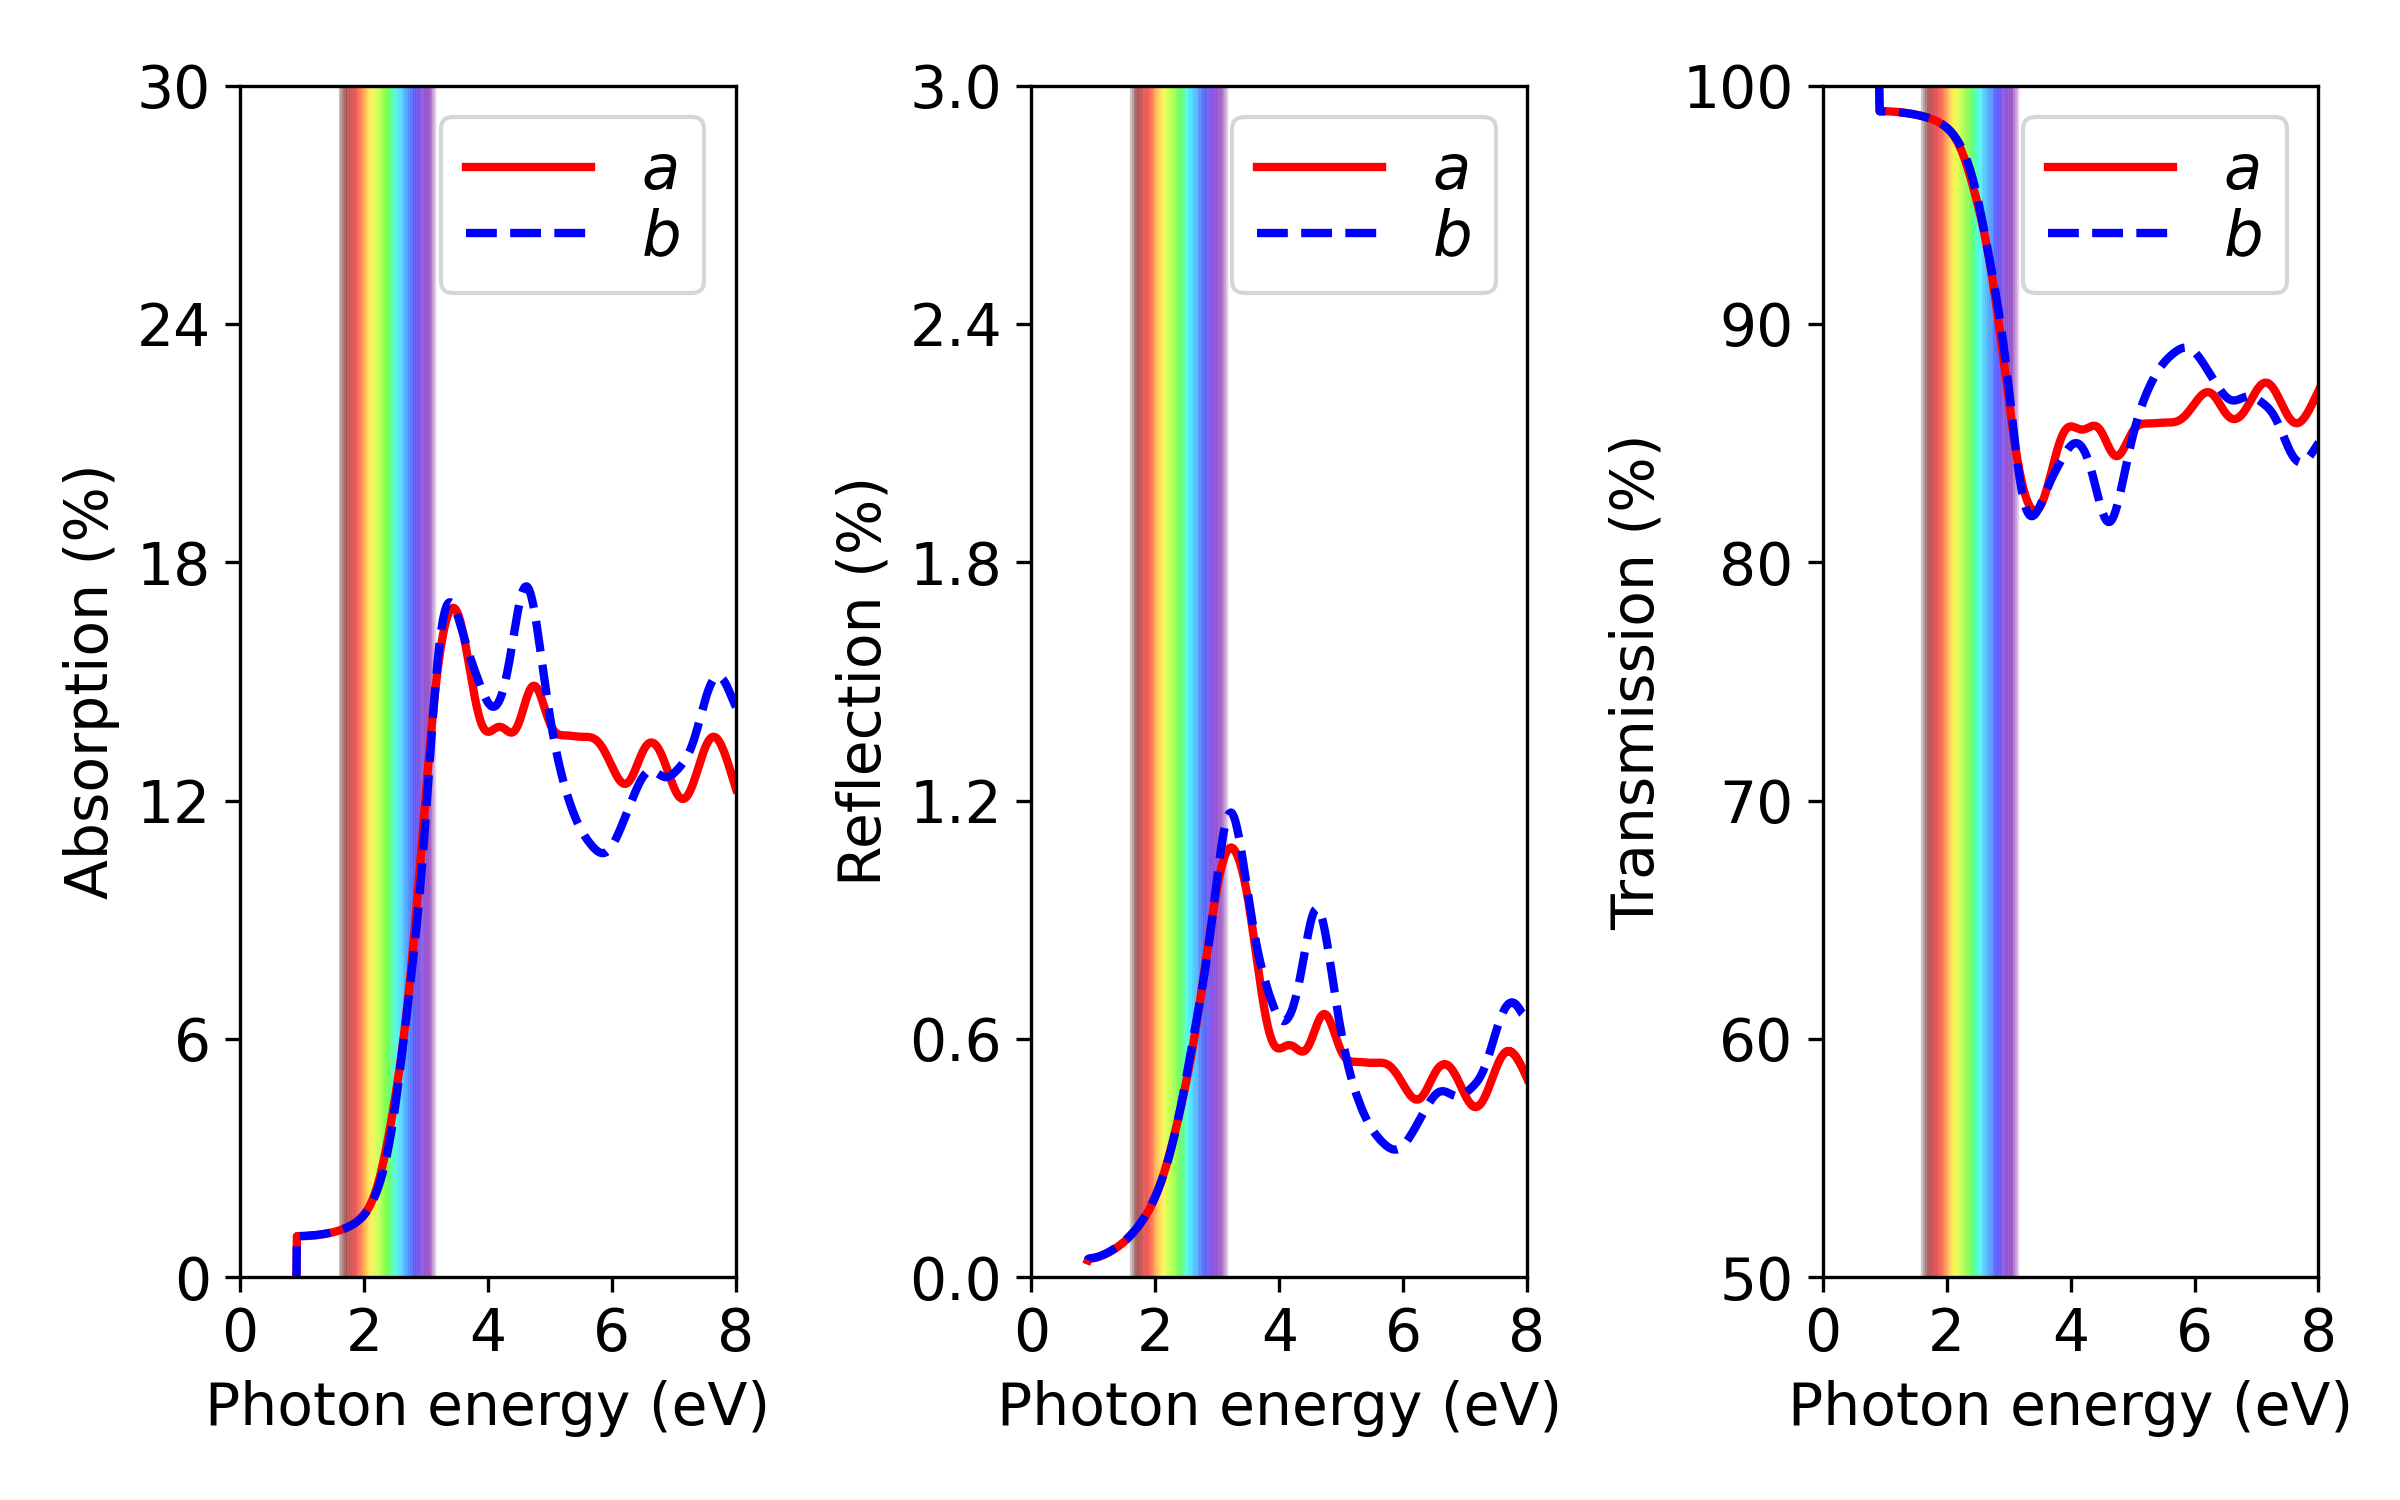 30
24
18
12
6
0
0 2 4 6 8
Absorption (%)
Photon energy (eV)
a
b
3.0
2.4
1.8
1.2
0.6
0.0
0 2 4 6 8
Reflection (%)
Photon energy (eV)
a
b
100
90
80
70
60
50
0 2 4 6 8
Transmission (%)
Photon energy (eV)
a
b